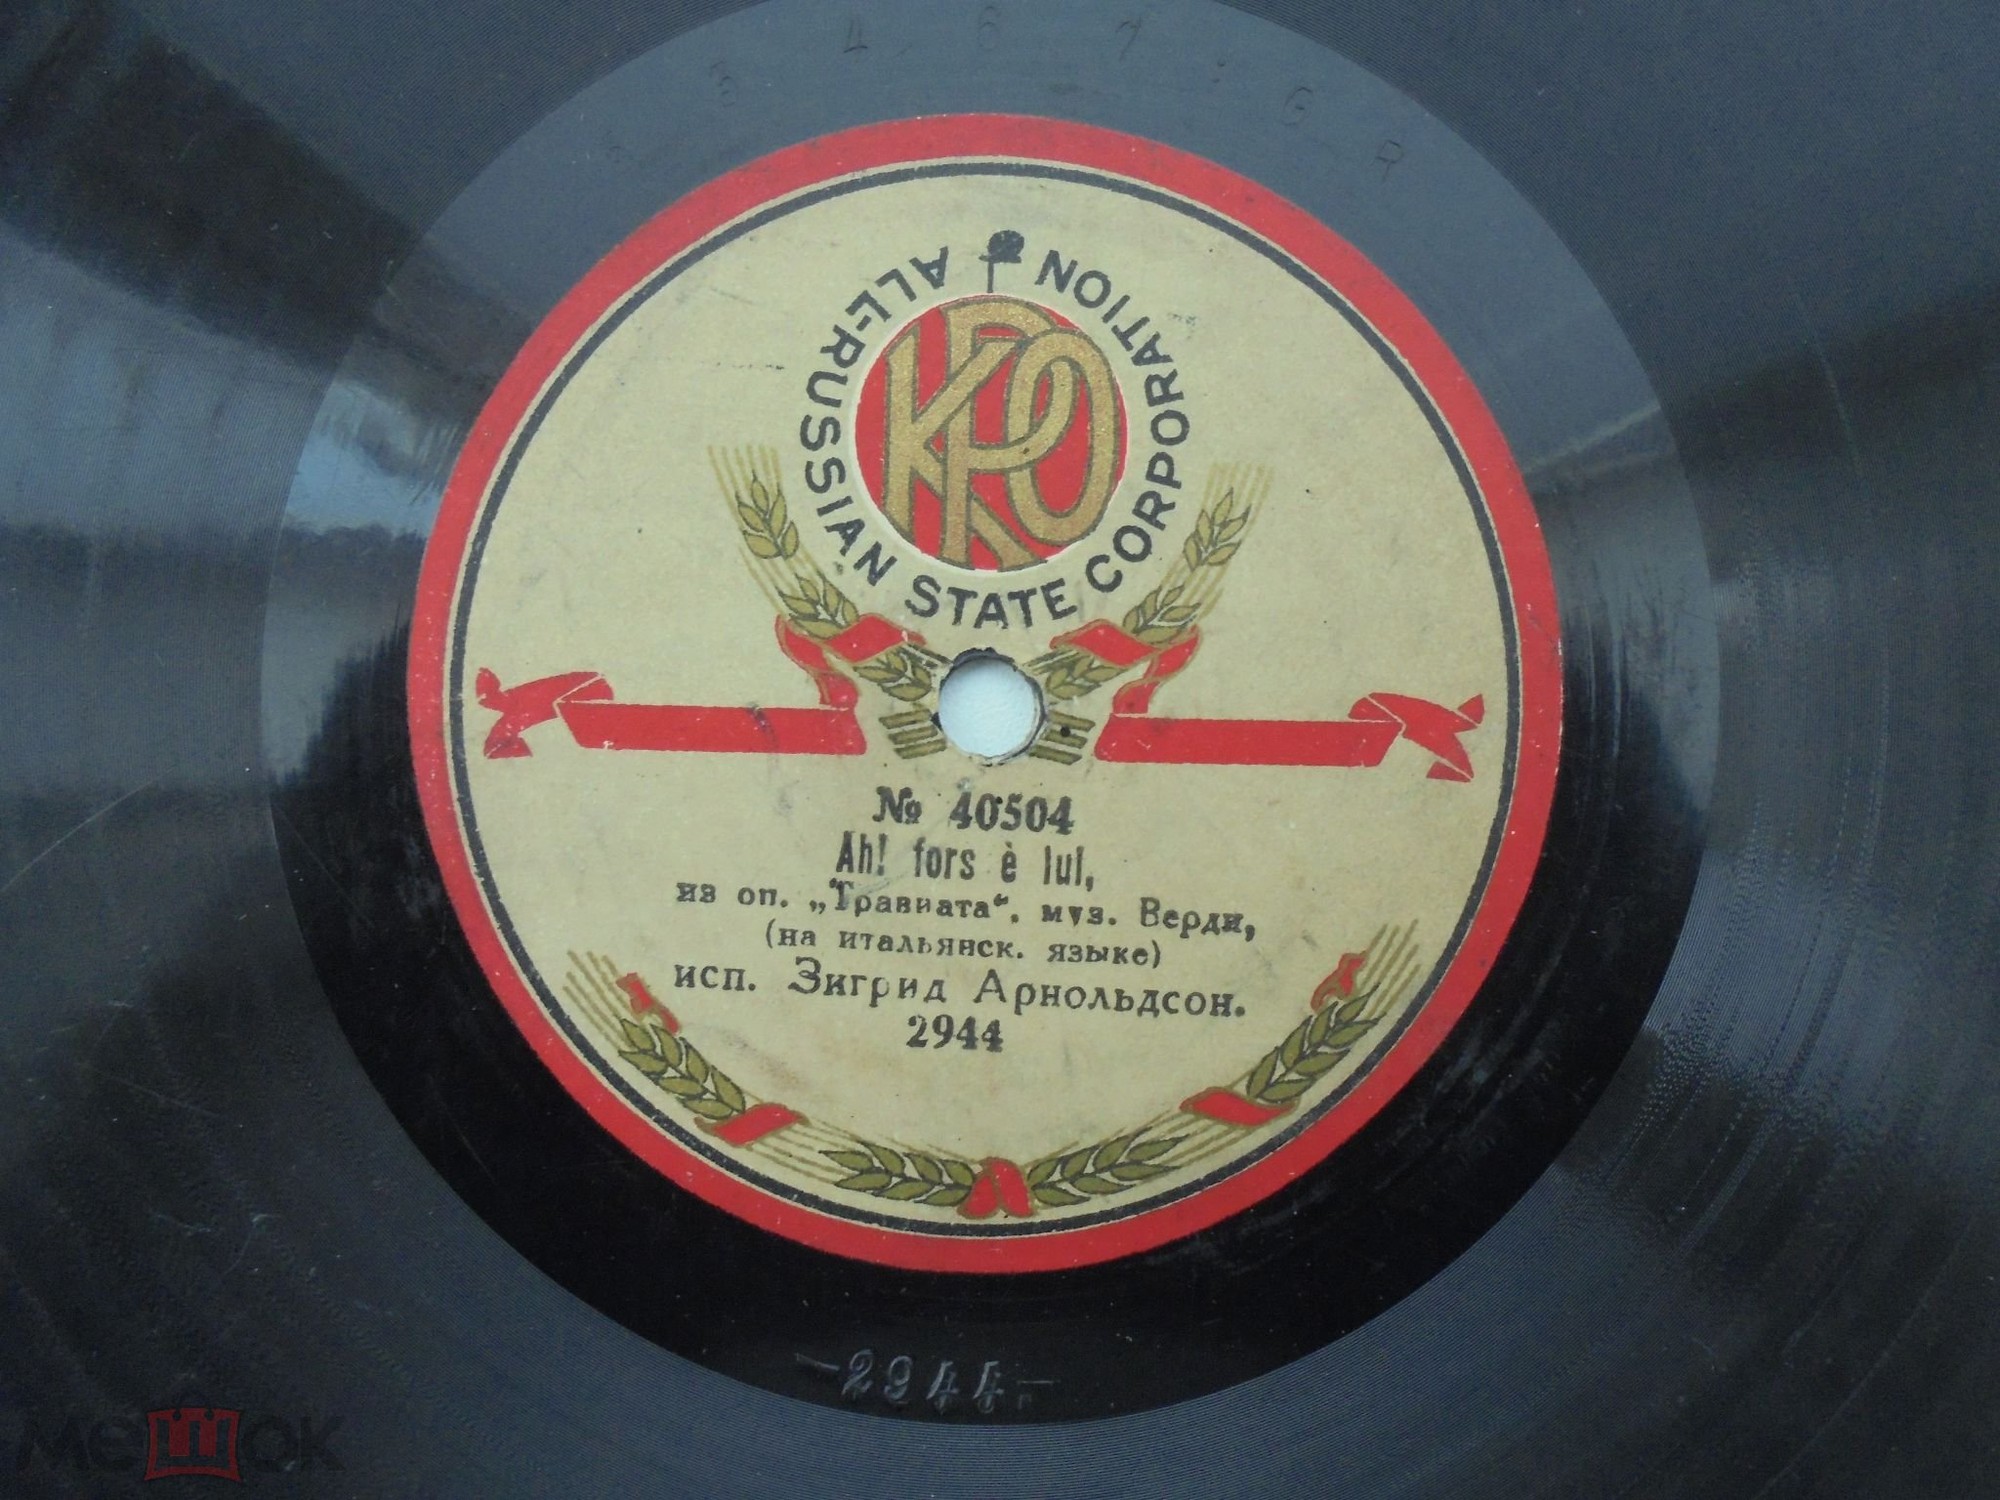 ALL-RUSSIAN STATE CORPORATION
КРО
№ 40504
Ah! fors è lui,
из оп. „Травиата“, муз. Верди,
(на итальянск. языке)
исп. Зигрид Арнольдсон.
2944
-2944-
мешок